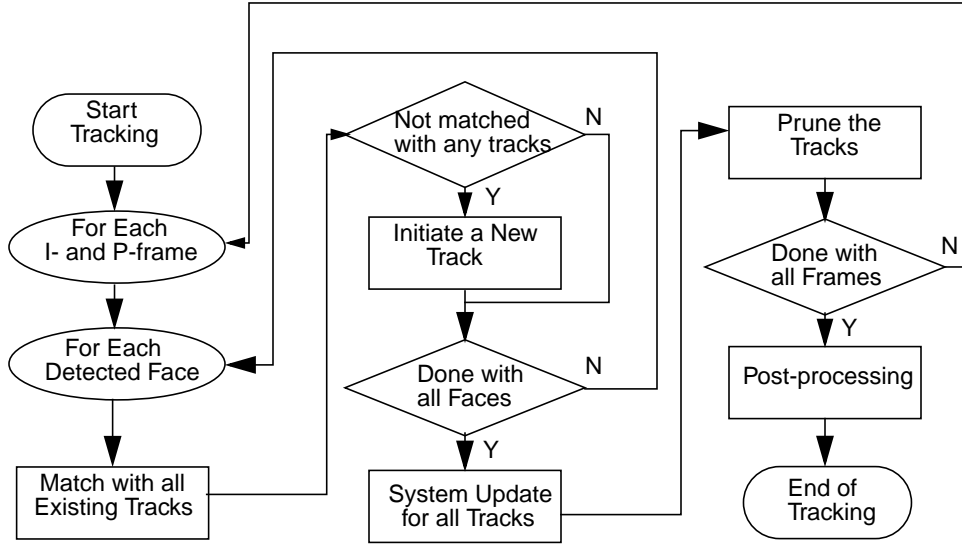 Start
Tracking
For Each
I- and P-frame
For Each
Detected Face
Match with all
Existing Tracks
Not matched
with any tracks
N
Y
Initiate a New
Track
Done with
all Faces
N
Y
System Update
for all Tracks
Prune the
Tracks
Done with
all Frames
N
Y
Post-processing
End of
Tracking